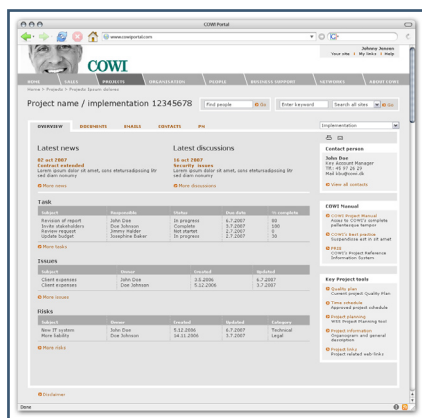 COWI Portal
www.cowiportal.com
Johnny Jensen
Your site | My links | Help
COWI
HOME
SALES
PROJECTS
ORGANISATION
PEOPLE
BUSINESS SUPPORT
NETWORKS
ABOUT COWI
Home > Projects > Projects Ipsum dolores
Project name / implementation 12345678
Find people
Go
Enter keyword
Search all sites
Go
OVERVIEW
DOCUMENTS
EMAILS
CONTACTS
PM
Implementation
Latest news
02 oct 2007
Contract extended
Lorem ipsum dolor sit amet, cons stetursadipsing litr
sed diam nonumy
More news
Latest discussions
16 oct 2007
Security issues
Lorem ipsum dolor sit amet, cons stetursadipsing litr
sed diam nonumy
More discussions
Task
Subject Responsible Status Due date % complete
Revision of report John Doe In progress 6.7.2007 80
Invite stakeholders Doe Johnson Complete 3.7.2007 100
Review request Jimmy Halder Not started 2.7.2007 0
Update budget Josephine Baker In progress 2.7.2007 30
More tasks
Issues
Subject Owner Created Updated
Client expenses John Doe 3.5.2006 6.7.2007
Client expenses Doe Johnson 5.12.2006 3.7.2007
More issues
Risks
Subject Owner Created Updated Category
New IT system John Doe 5.12.2006 6.7.2007 Technical
More liability Doe Johnson 14.11.2006 3.7.2007 Legal
More risks
Contact person
John Doe
Key Account Manager
Tlf: 45 97 26 29
Mail kbu@cowi.dk
View all contacts
COWI Manual
COWI Project Manual
Acces to COWI's complete
pellentesque tempor
COWI's Best practice
Suspendisse est in sit amet
PRIS
COWI's Project Reference
Information System
Key Project tools
Quality plan
Current project Quality Plan
Time schedule
Approved project schedule
Project planning
WBS Project Planning tool
Project information
Organogram and general
description
Project links
Project related web-links
Disclaimer
Done